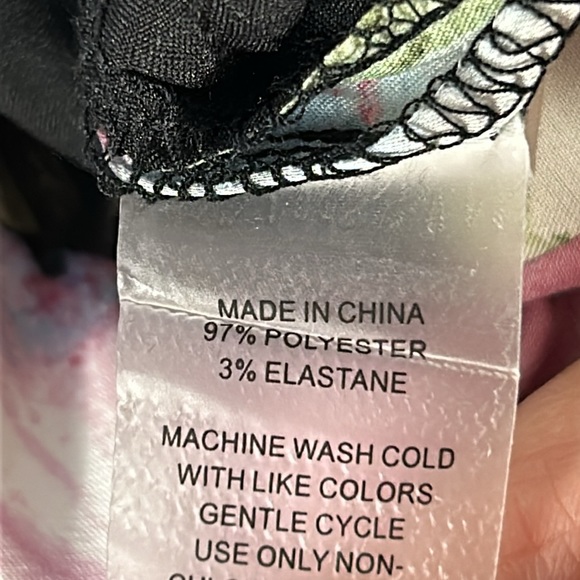 MADE IN CHINA
97% POLYESTER
3% ELASTANE
MACHINE WASH COLD
WITH LIKE COLORS
GENTLE CYCLE
USE ONLY NON-